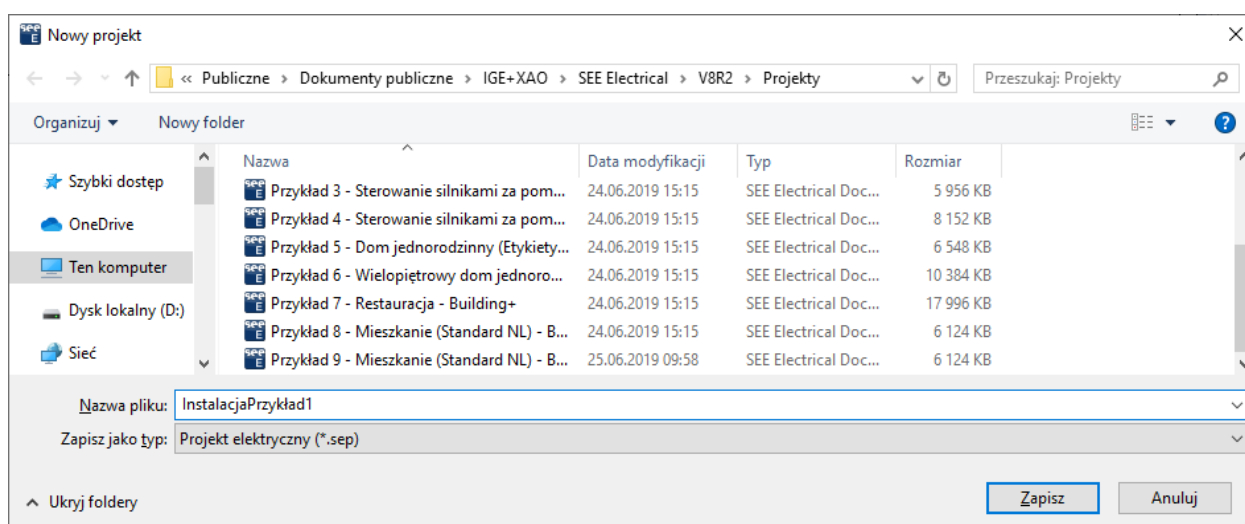 Nowy projekt
« Publiczne > Dokumenty publiczne > IGE+XAO > SEE Electrical > V8R2 > Projekty
Przeszukaj: Projekty
Organizuj Nowy folder
Nazwa Data modyfikacji Typ Rozmiar
Szybki dostęp
OneDrive
Ten komputer
Dysk lokalny (D:)
Sieć
Przykład 3 - Sterowanie silnikami za pom... 24.06.2019 15:15 SEE Electrical Doc... 5 956 KB
Przykład 4 - Sterowanie silnikami za pom... 24.06.2019 15:15 SEE Electrical Doc... 8 152 KB
Przykład 5 - Dom jednorodzinny (Etykiety... 24.06.2019 15:15 SEE Electrical Doc... 6 548 KB
Przykład 6 - Wielopiętrowy dom jednoro... 24.06.2019 15:15 SEE Electrical Doc... 10 384 KB
Przykład 7 - Restauracja - Building+ 24.06.2019 15:15 SEE Electrical Doc... 17 996 KB
Przykład 8 - Mieszkanie (Standard NL) - B... 24.06.2019 15:15 SEE Electrical Doc... 6 124 KB
Przykład 9 - Mieszkanie (Standard NL) - B... 25.06.2019 09:58 SEE Electrical Doc... 6 124 KB
Nazwa pliku: InstalacjaPrzykład1
Zapisz jako typ: Projekt elektryczny (*.sep)
Ukryj foldery
Zapisz Anuluj